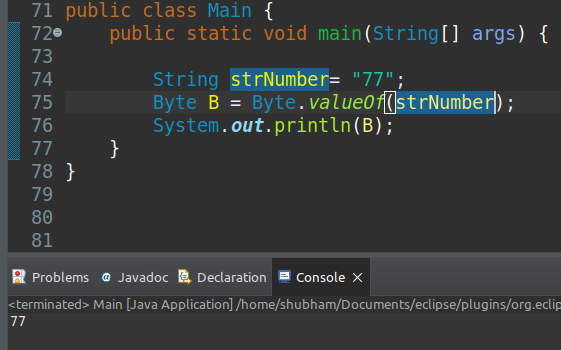 71 public class Main {
72 public static void main(String[] args) {
73
74 String strNumber= "77";
75 Byte B = Byte.valueOf(strNumber);
76 System.out.println(B);
77 }
78 }
79
80
81
Problems @ Javadoc Declaration Console
<terminated> Main [Java Application] /home/shubham/Documents/eclipse/plugins/org.eclip
77